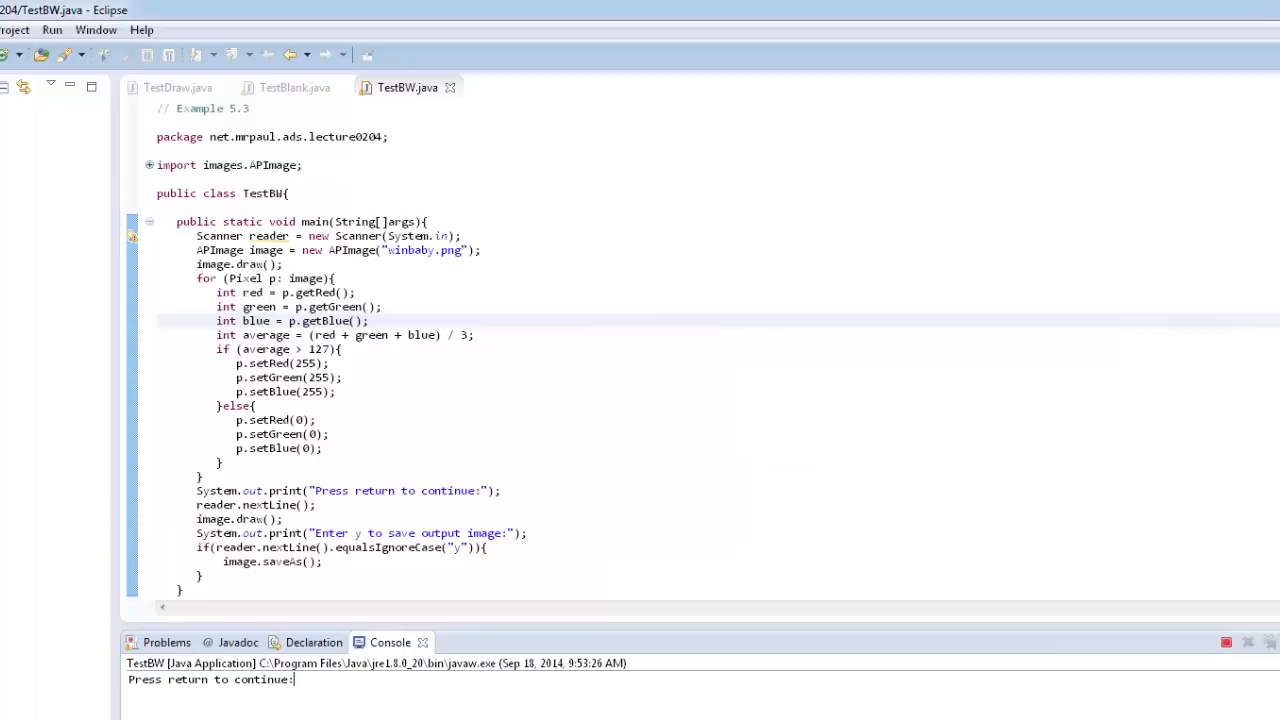 204/TestBW.java - Eclipse
roject Run Window Help
TestDraw.java TestBlank.java TestBW.java
// Example 5.3
package net.mrpaul.ads.lecture0204;
import images.APImage;
public class TestBW{
public static void main(String[]args){
Scanner reader = new Scanner(System.in);
APImage image = new APImage("winbaby.png");
image.draw();
for (Pixel p: image){
int red = p.getRed();
int green = p.getGreen();
int blue = p.getBlue();
int average = (red + green + blue) / 3;
if (average > 127){
p.setRed(255);
p.setGreen(255);
p.setBlue(255);
}else{
p.setRed(0);
p.setGreen(0);
p.setBlue(0);
}
}
System.out.print("Press return to continue:");
reader.nextLine();
image.draw();
System.out.print("Enter y to save output image:");
if(reader.nextLine().equalsIgnoreCase("y")){
image.saveAs();
}
}
Problems @ Javadoc Declaration Console
TestBW [Java Application] C:\Program Files\Java\jre1.8.0_20\bin\javaw.exe (Sep 18, 2014, 9:53:26 AM)
Press return to continue: